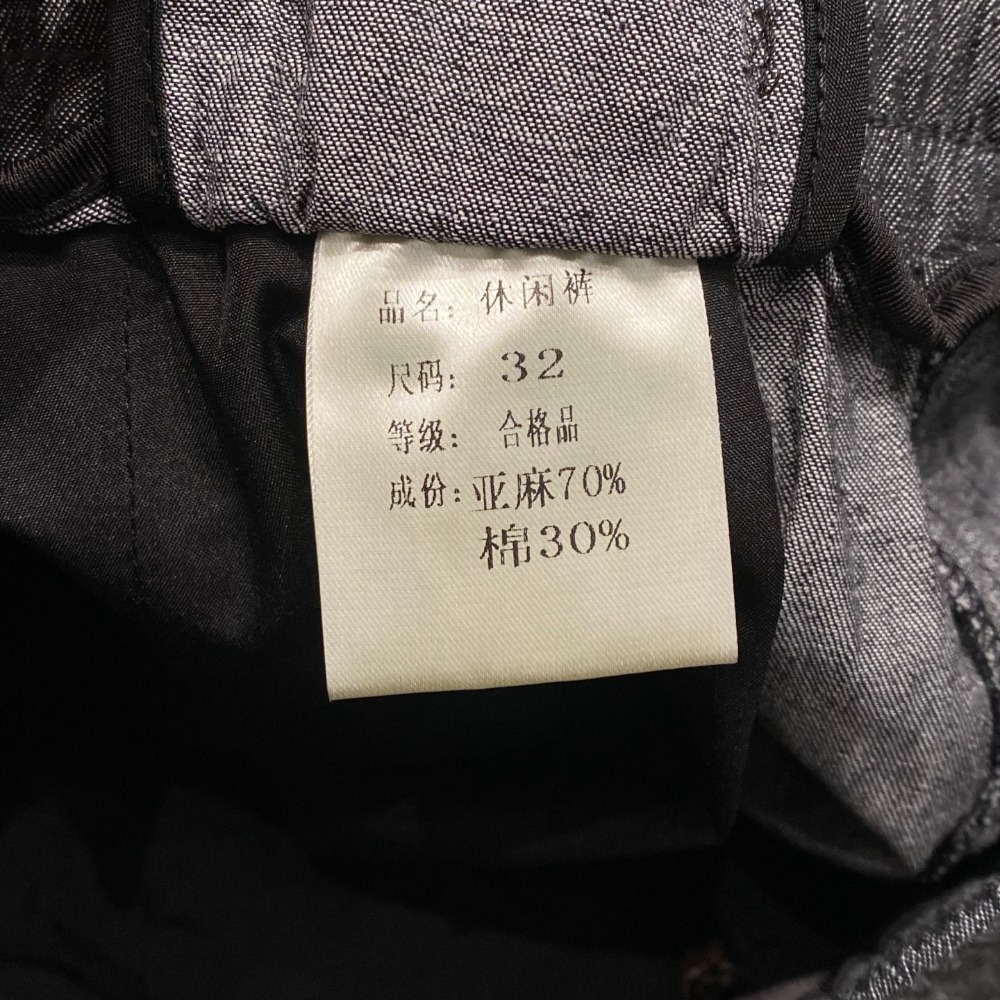 品名：休闲裤
尺码：32
等级：合格品
成份：亚麻70%
棉30%